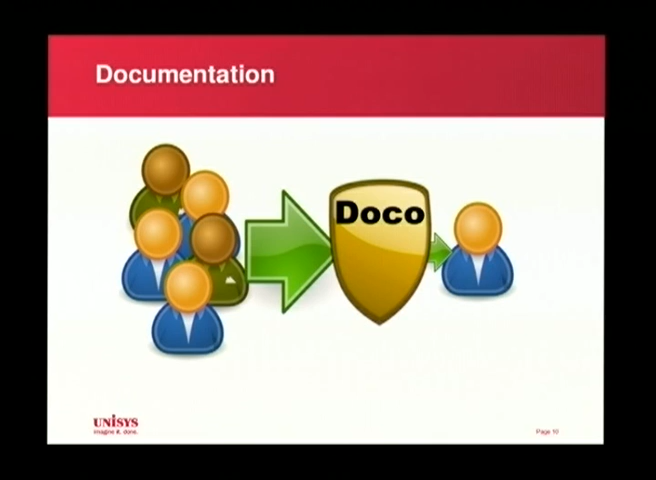 Documentation
Doco
UNISYS
imagine it. done.
Page 10